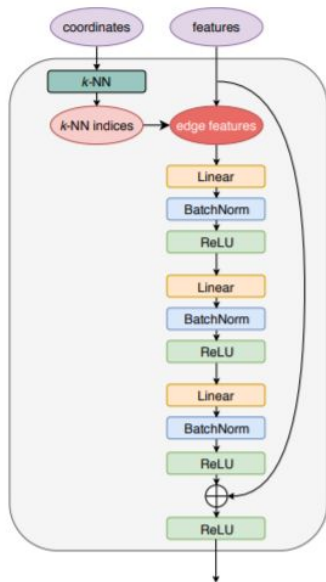 coordinates features
k-NN
k-NN indices edge features
Linear
BatchNorm
ReLU
Linear
BatchNorm
ReLU
Linear
BatchNorm
ReLU
ReLU